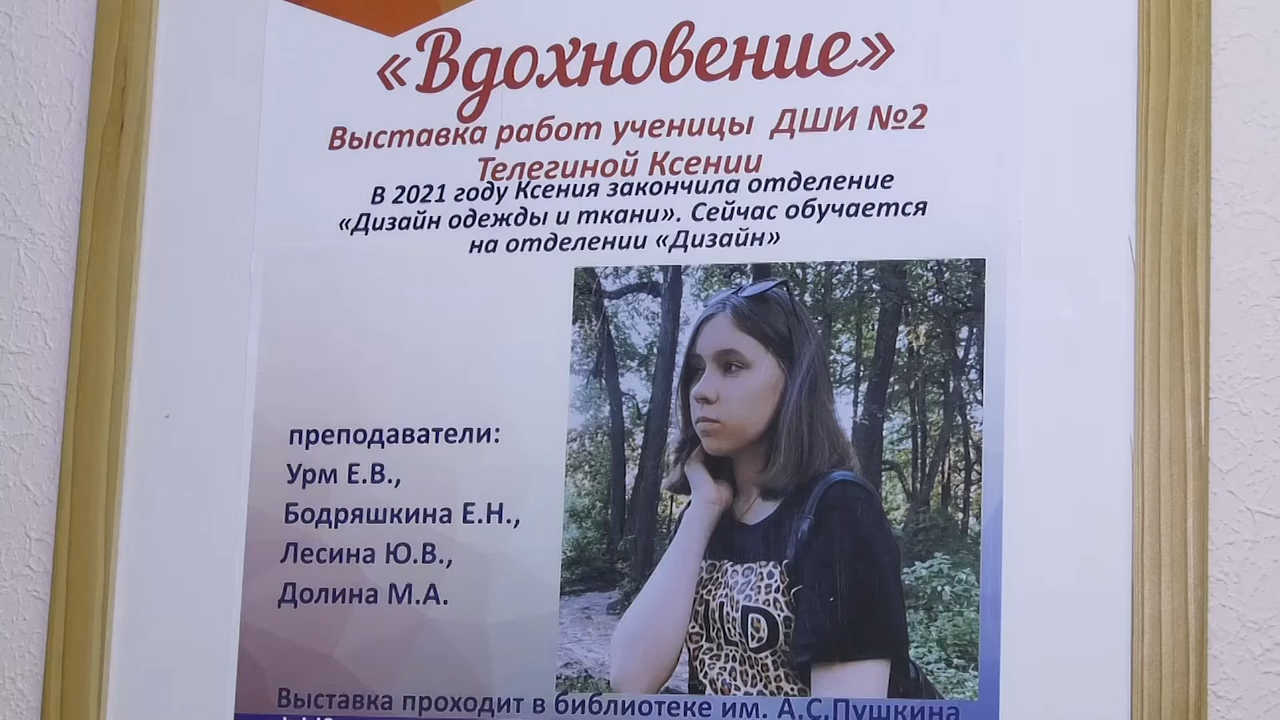 «Вдохновение»
Выставка работ ученицы ДШИ №2
Телегиной Ксении
В 2021 году Ксения закончила отделение
«Дизайн одежды и ткани». Сейчас обучается
на отделении «Дизайн»
преподаватели:
Урм Е.В.,
Бодряшкина Е.Н.,
Лесина Ю.В.,
Долина М.А.
Выставка проходит в библиотеке им. А.С.Пушкина